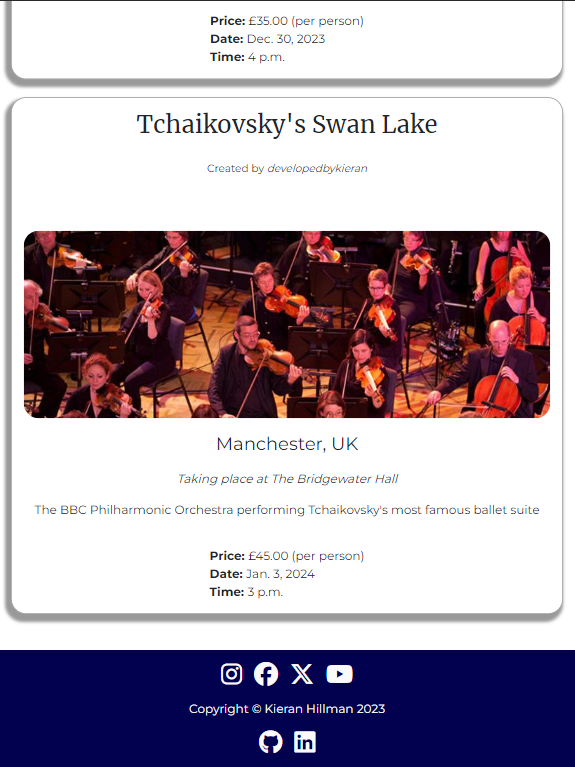 Price: £35.00 (per person)
Date: Dec. 30, 2023
Time: 4 p.m.
Tchaikovsky's Swan Lake
Created by developedbykieran
Manchester, UK
Taking place at The Bridgewater Hall
The BBC Philharmonic Orchestra performing Tchaikovsky's most famous ballet suite
Price: £45.00 (per person)
Date: Jan. 3, 2024
Time: 3 p.m.
Copyright © Kieran Hillman 2023